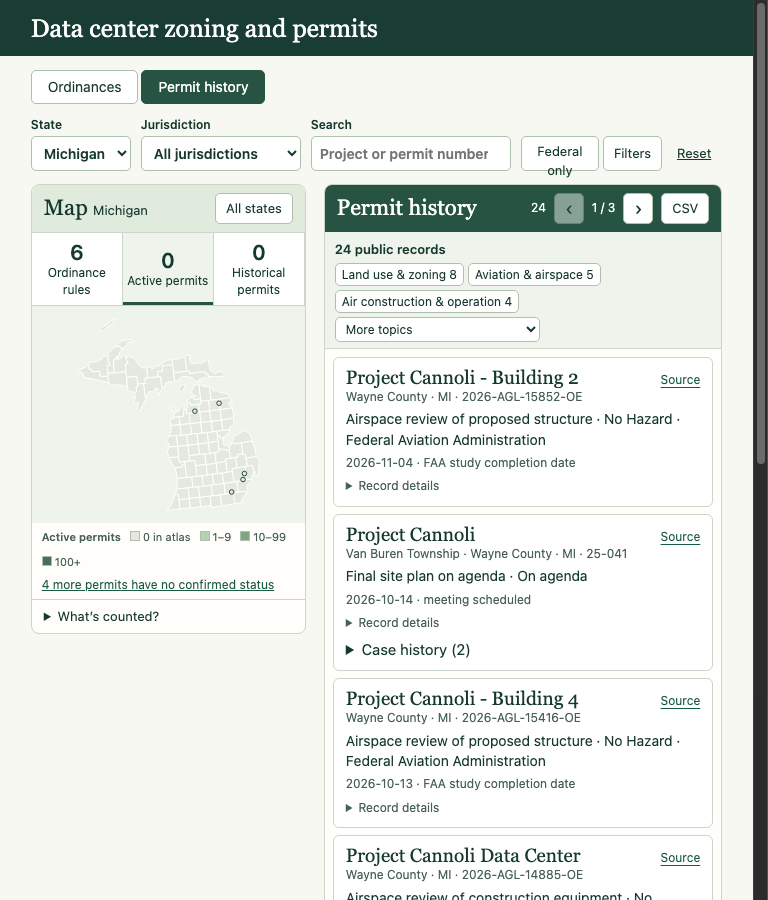 Data center zoning and permits
Ordinances
Permit history
State
Jurisdiction
Search
Michigan
All jurisdictions
Project or permit number
Federal only
Filters
Reset
Map Michigan
All states
6
Ordinance rules
0
Active permits
0
Historical permits
Active permits
0 in atlas
1–9
10–99
100+
4 more permits have no confirmed status
▶ What's counted?
Permit history
24
‹
1 / 3
›
CSV
24 public records
Land use & zoning 8
Aviation & airspace 5
Air construction & operation 4
More topics
Project Cannoli - Building 2
Source
Wayne County · MI · 2026-AGL-15852-OE
Airspace review of proposed structure · No Hazard ·
Federal Aviation Administration
2026-11-04 · FAA study completion date
▶ Record details
Project Cannoli
Source
Van Buren Township · Wayne County · MI · 25-041
Final site plan on agenda · On agenda
2026-10-14 · meeting scheduled
▶ Record details
▶ Case history (2)
Project Cannoli - Building 4
Source
Wayne County · MI · 2026-AGL-15416-OE
Airspace review of proposed structure · No Hazard ·
Federal Aviation Administration
2026-10-13 · FAA study completion date
▶ Record details
Project Cannoli Data Center
Source
Wayne County · MI · 2026-AGL-14885-OE
Airspace review of construction equipment · No